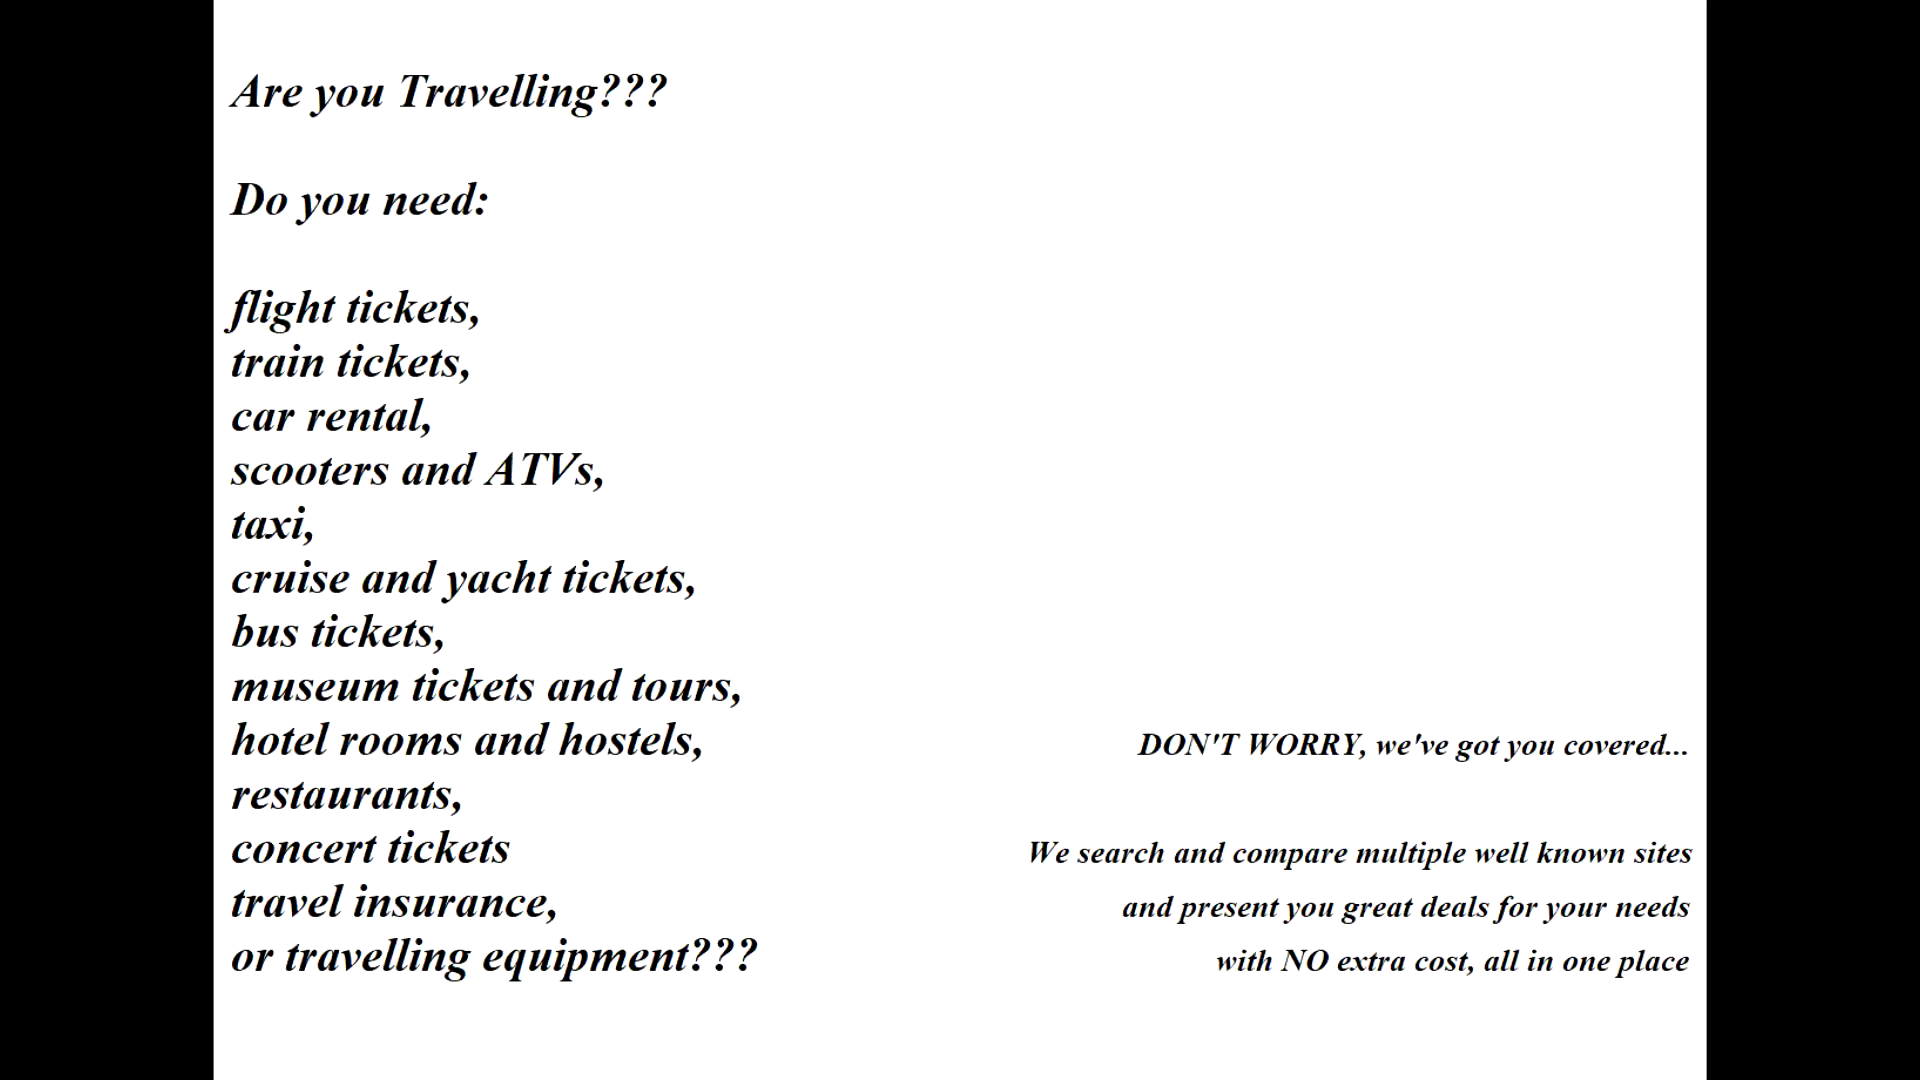 Are you Travelling???
Do you need:
flight tickets,
train tickets,
car rental,
scooters and ATVs,
taxi,
cruise and yacht tickets,
bus tickets,
museum tickets and tours,
hotel rooms and hostels,
restaurants,
concert tickets
travel insurance,
or travelling equipment???
DON'T WORRY, we've got you covered...
We search and compare multiple well known sites
and present you great deals for your needs
with NO extra cost, all in one place